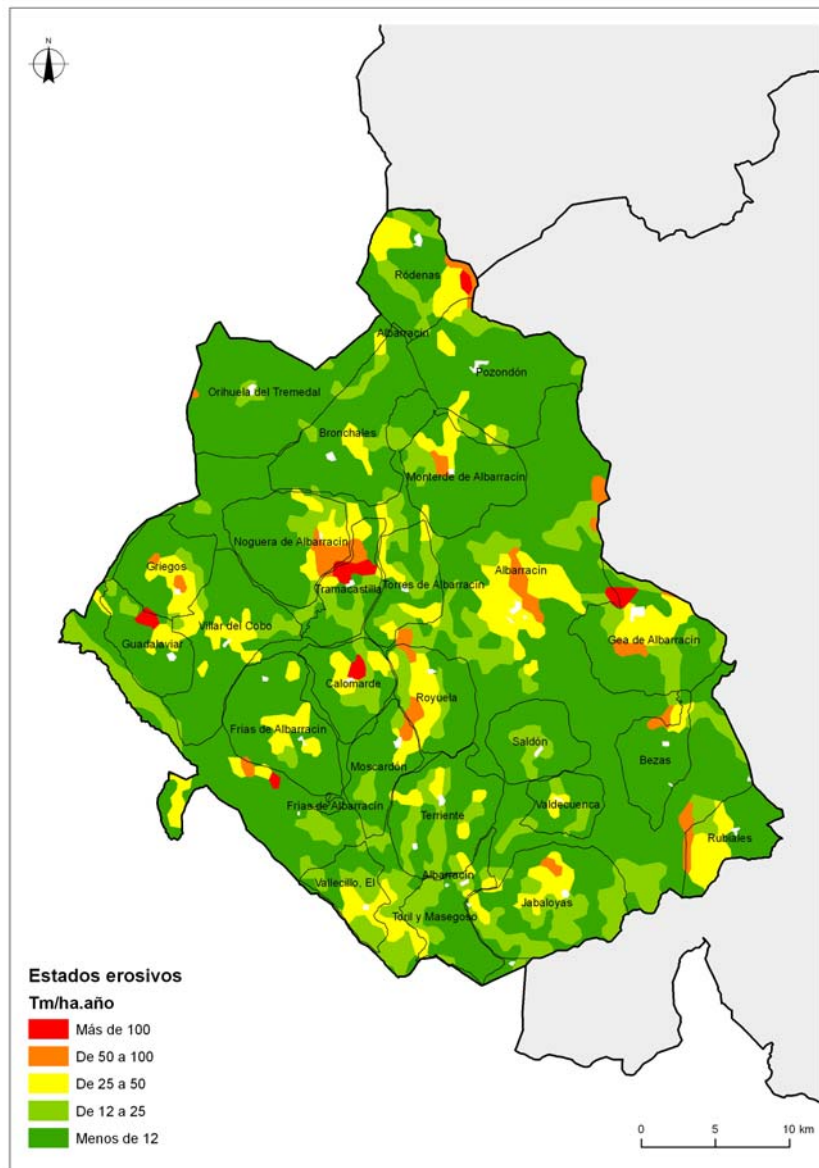 N
Ródenas
Albarracín
Pozondón
Orihuela del Tremedal
Bronchales
Monterde de Albarracín
Noguera de Albarracín
Griegos
Albarracín
Tramacastilla
Torres de Albarracín
Villar del Cobo
Guadalaviar
Gea de Albarracín
Calomarde
Royuela
Frías de Albarracín
Saldón
Bezas
Moscardón
Frías de Albarracín
Valdecuenca
Terriente
Rubiales
Albarracín
Vallecillo, El
Jabaloyas
Toril y Masegoso
Estados erosivos
Tm/ha.año
Más de 100
De 50 a 100
De 25 a 50
De 12 a 25
Menos de 12
0 5 10 km